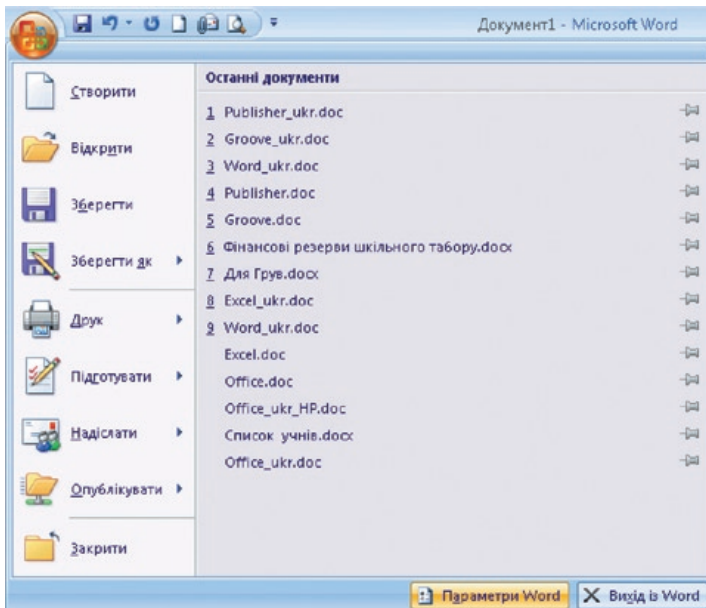 Документ1 - Microsoft Word
Створити
Відкрити
Зберегти
Зберегти як
Друк
Підготувати
Надіслати
Опублікувати
Закрити
Останні документи
1 Publisher_ukr.doc
2 Groove_ukr.doc
3 Word_ukr.doc
4 Publisher.doc
5 Groove.doc
6 Фінансові резерви шкільного табору.docx
7 Для Грув.docx
8 Excel_ukr.doc
9 Word_ukr.doc
Excel.doc
Office.doc
Office_ukr_HP.doc
Список учнів.docx
Office_ukr.doc
Параметри Word
Вихід із Word